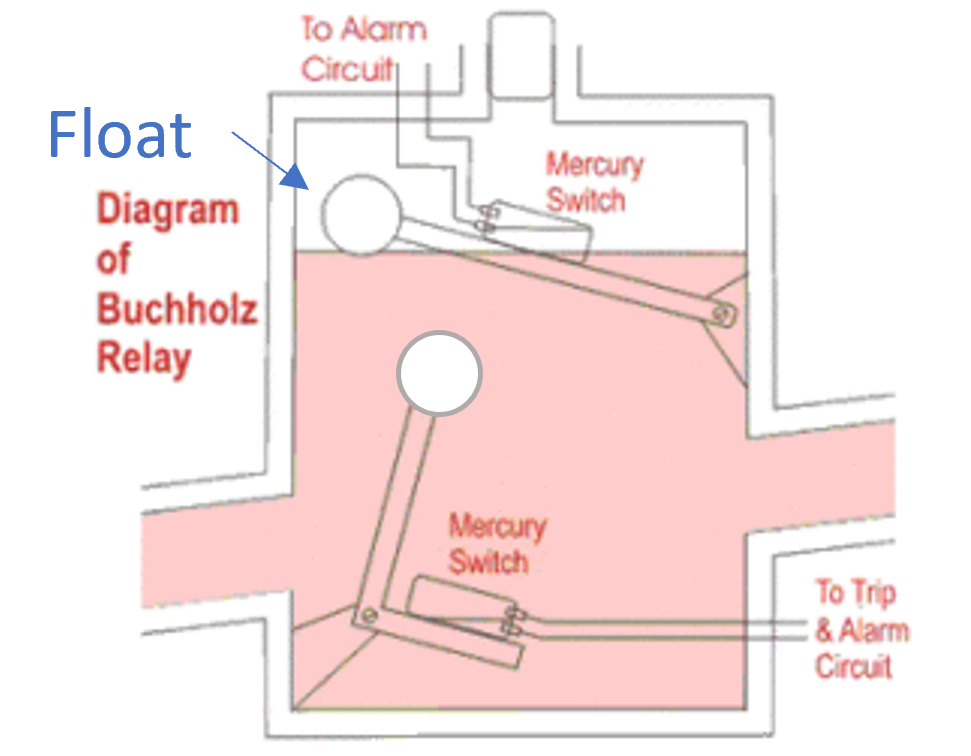 To Alarm
Circuit
Float
Mercury
Switch
Diagram
of
Buchholz
Relay
Mercury
Switch
To Trip
& Alarm
Circuit